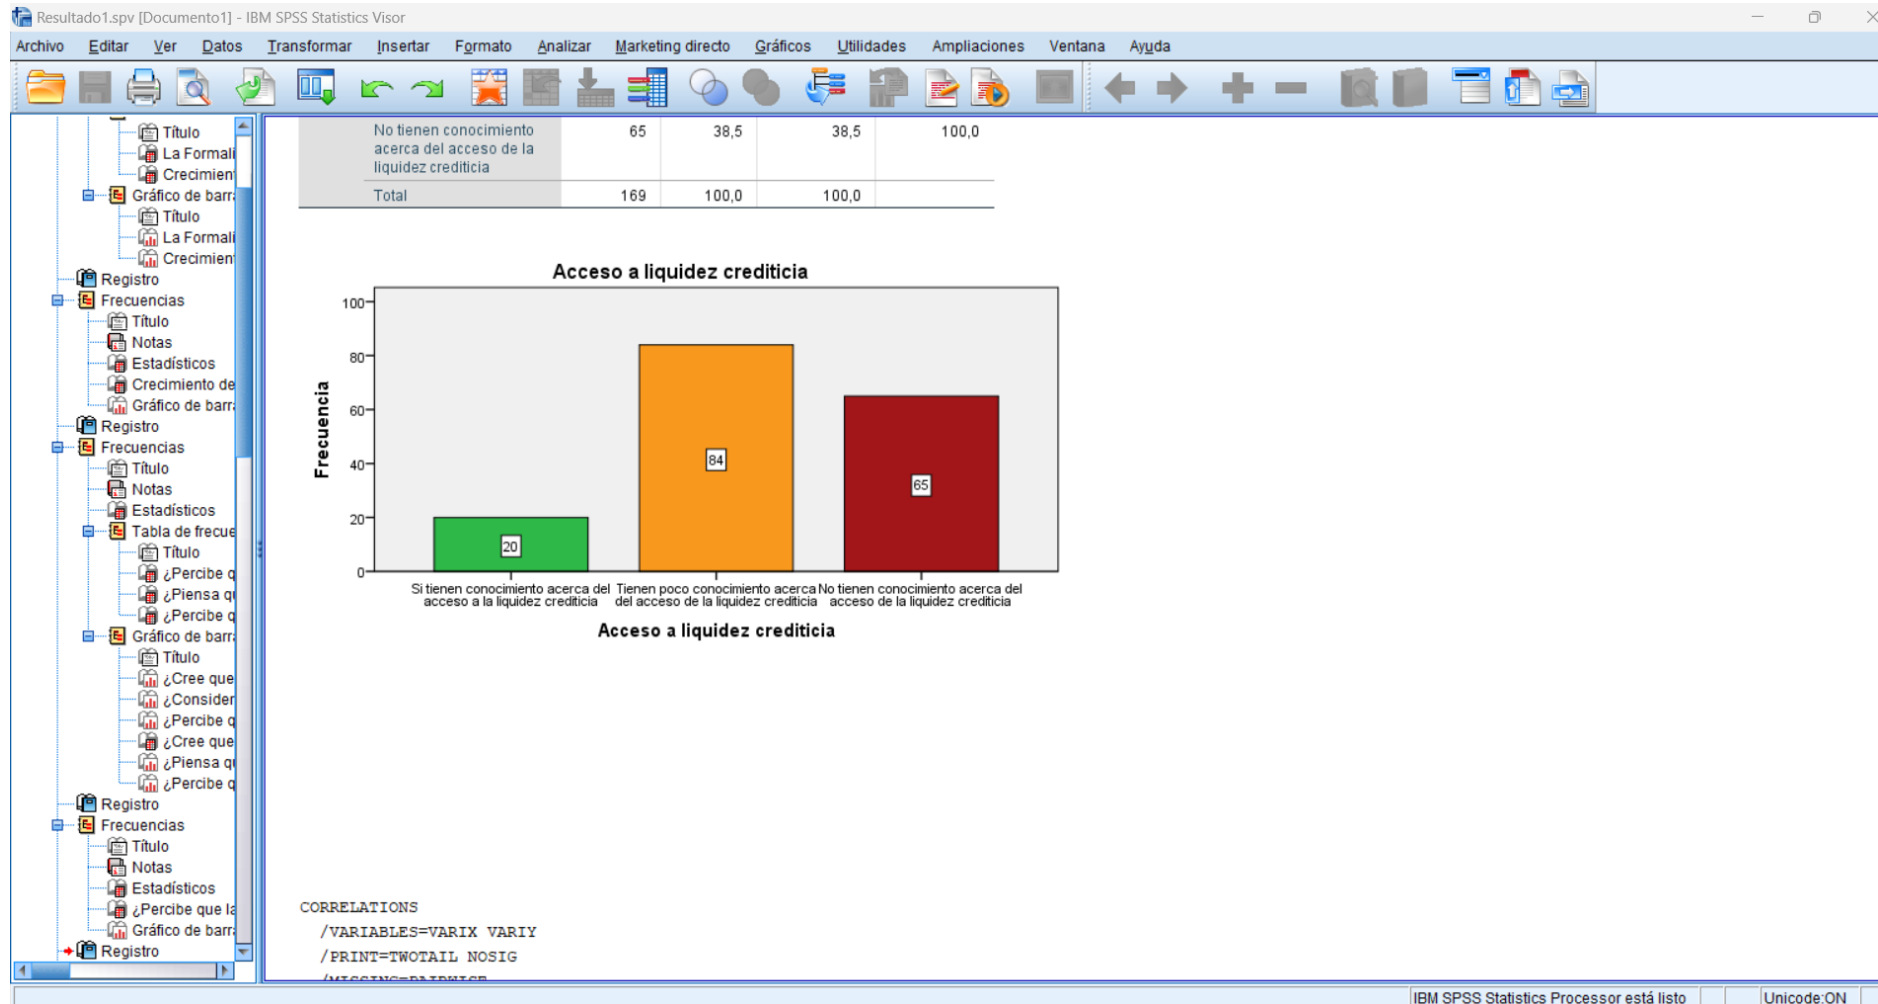 Resultado1.spv [Documento1] - IBM SPSS Statistics Visor
Archivo Editar Ver Datos Transformar Insertar Formato Analizar Marketing directo Gráficos Utilidades Ampliaciones Ventana Ayuda
Título
La Formali
Crecimien
Gráfico de barr
Título
La Formali
Crecimien
Registro
Frecuencias
Título
Notas
Estadísticos
Crecimiento de
Gráfico de barr
Registro
Frecuencias
Título
Notas
Estadísticos
Tabla de frecue
Título
¿Percibe q
¿Piensa q
¿Percibe q
Gráfico de barr
Título
¿Cree que
¿Consider
¿Percibe q
¿Cree que
¿Piensa q
¿Percibe q
Registro
Frecuencias
Título
Notas
Estadísticos
¿Percibe que la
Gráfico de barr
Registro
No tienen conocimiento 65 38,5 38,5 100,0
acerca del acceso de la
liquidez crediticia
Total 169 100,0 100,0
Acceso a liquidez crediticia
Frecuencia
100
80
60
40
20
0
20
84
65
Si tienen conocimiento acerca del
acceso a la liquidez crediticia
Tienen poco conocimiento acerca
del acceso de la liquidez crediticia
No tienen conocimiento acerca del
acceso de la liquidez crediticia
Acceso a liquidez crediticia
CORRELATIONS
/VARIABLES=VARIX VARIY
/PRINT=TWOTAIL NOSIG
/MISSING=PAIRWISE
IBM SPSS Statistics Processor está listo
Unicode:ON